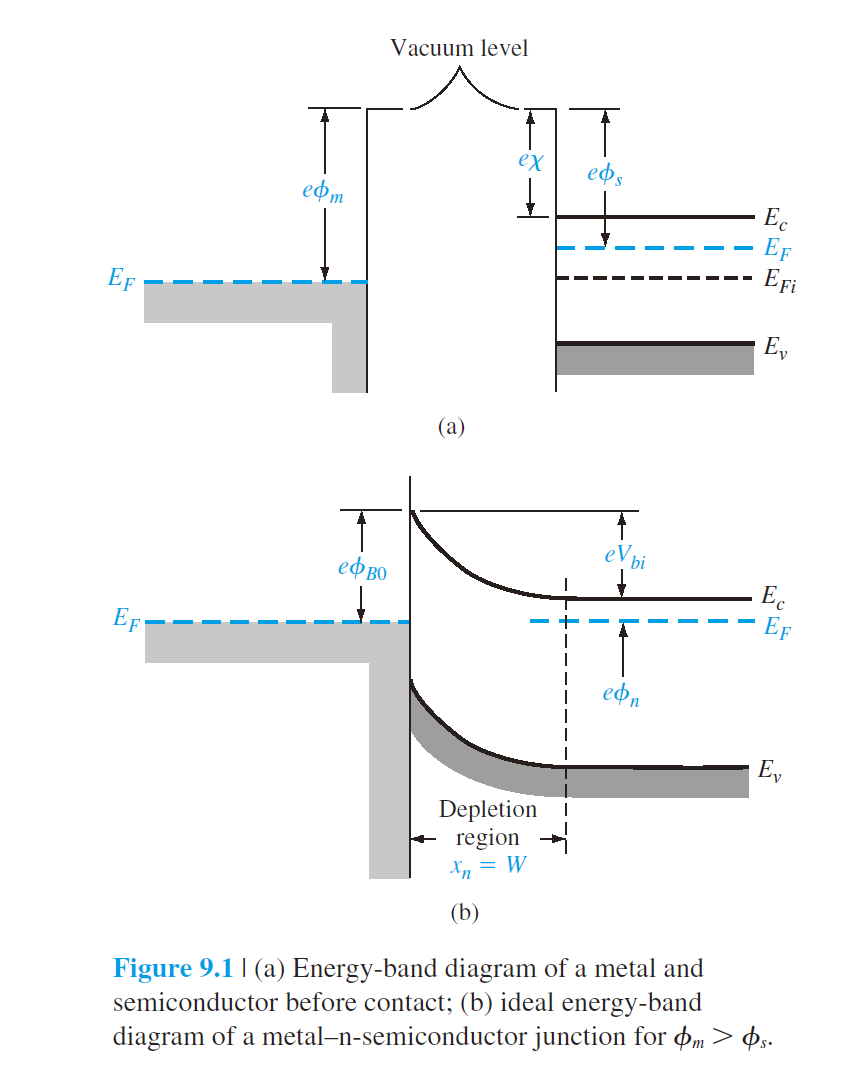 Vacuum level
eϕm
eχ
eϕs
Ec
EF
EF
EFi
Ev
(a)
eϕB0
eVbi
Ec
EF
EF
eϕn
Ev
Depletion
region
xn = W
(b)
Figure 9.1 | (a) Energy-band diagram of a metal and
semiconductor before contact; (b) ideal energy-band
diagram of a metal–n-semiconductor junction for ϕm > ϕs.